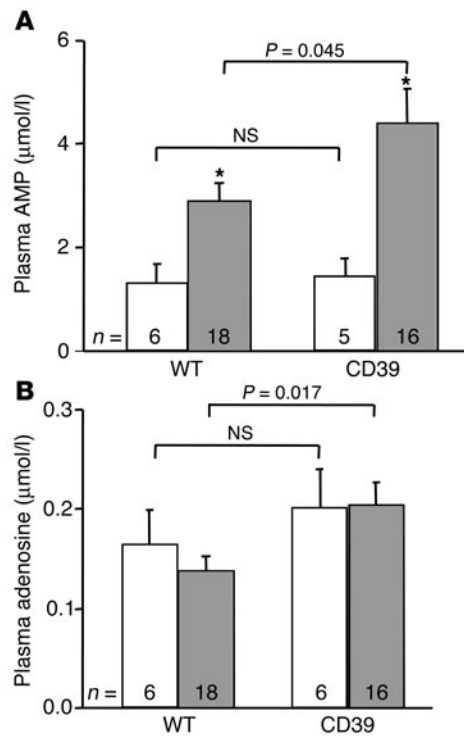 A
Plasma AMP (μmol/l)
6
4
2
0
P = 0.045
*
NS
*
n = 6 18 5 16
WT CD39
B
Plasma adenosine (μmol/l)
0.3
0.2
0.1
0.0
P = 0.017
NS
n = 6 18 6 16
WT CD39